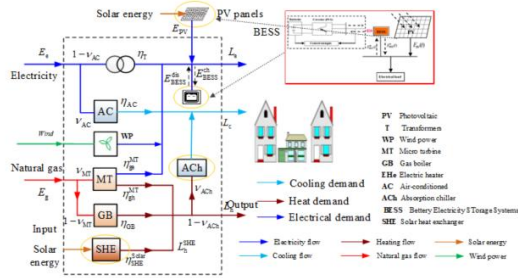 Solar energy
PV panels
E_PV
BESS
E_e
1-ν_AC
η_T
L_e
Electricity
E_BESS^dis
E_BESS^ch
ν_AC
AC
η_AC
L_c
Wind
WP
Natural gas
ν_MT
MT
η_ge^MT
η_gh^MT
ACh
E_g
ν_ACh
1-ν_MT
GB
η_GB
1-ν_ACh
Output
Input
Solar
energy
SHE
η_SHE^Solar
L_h^SHE
Cooling demand
Heat demand
Electrical demand
PV Photovoltaic
T Transformen
WP Wind power
MT Micro turbine
GB Gas boiler
EHe Electric heater
AC Air-conditioned
ACh Absorption chiller
BESS Bettery Electricity STorage Systems
SHE Solar heat exchanger
Electricity flow
Heating flow
Solar energy
Cooling flow
Natural gas flow
Wind power